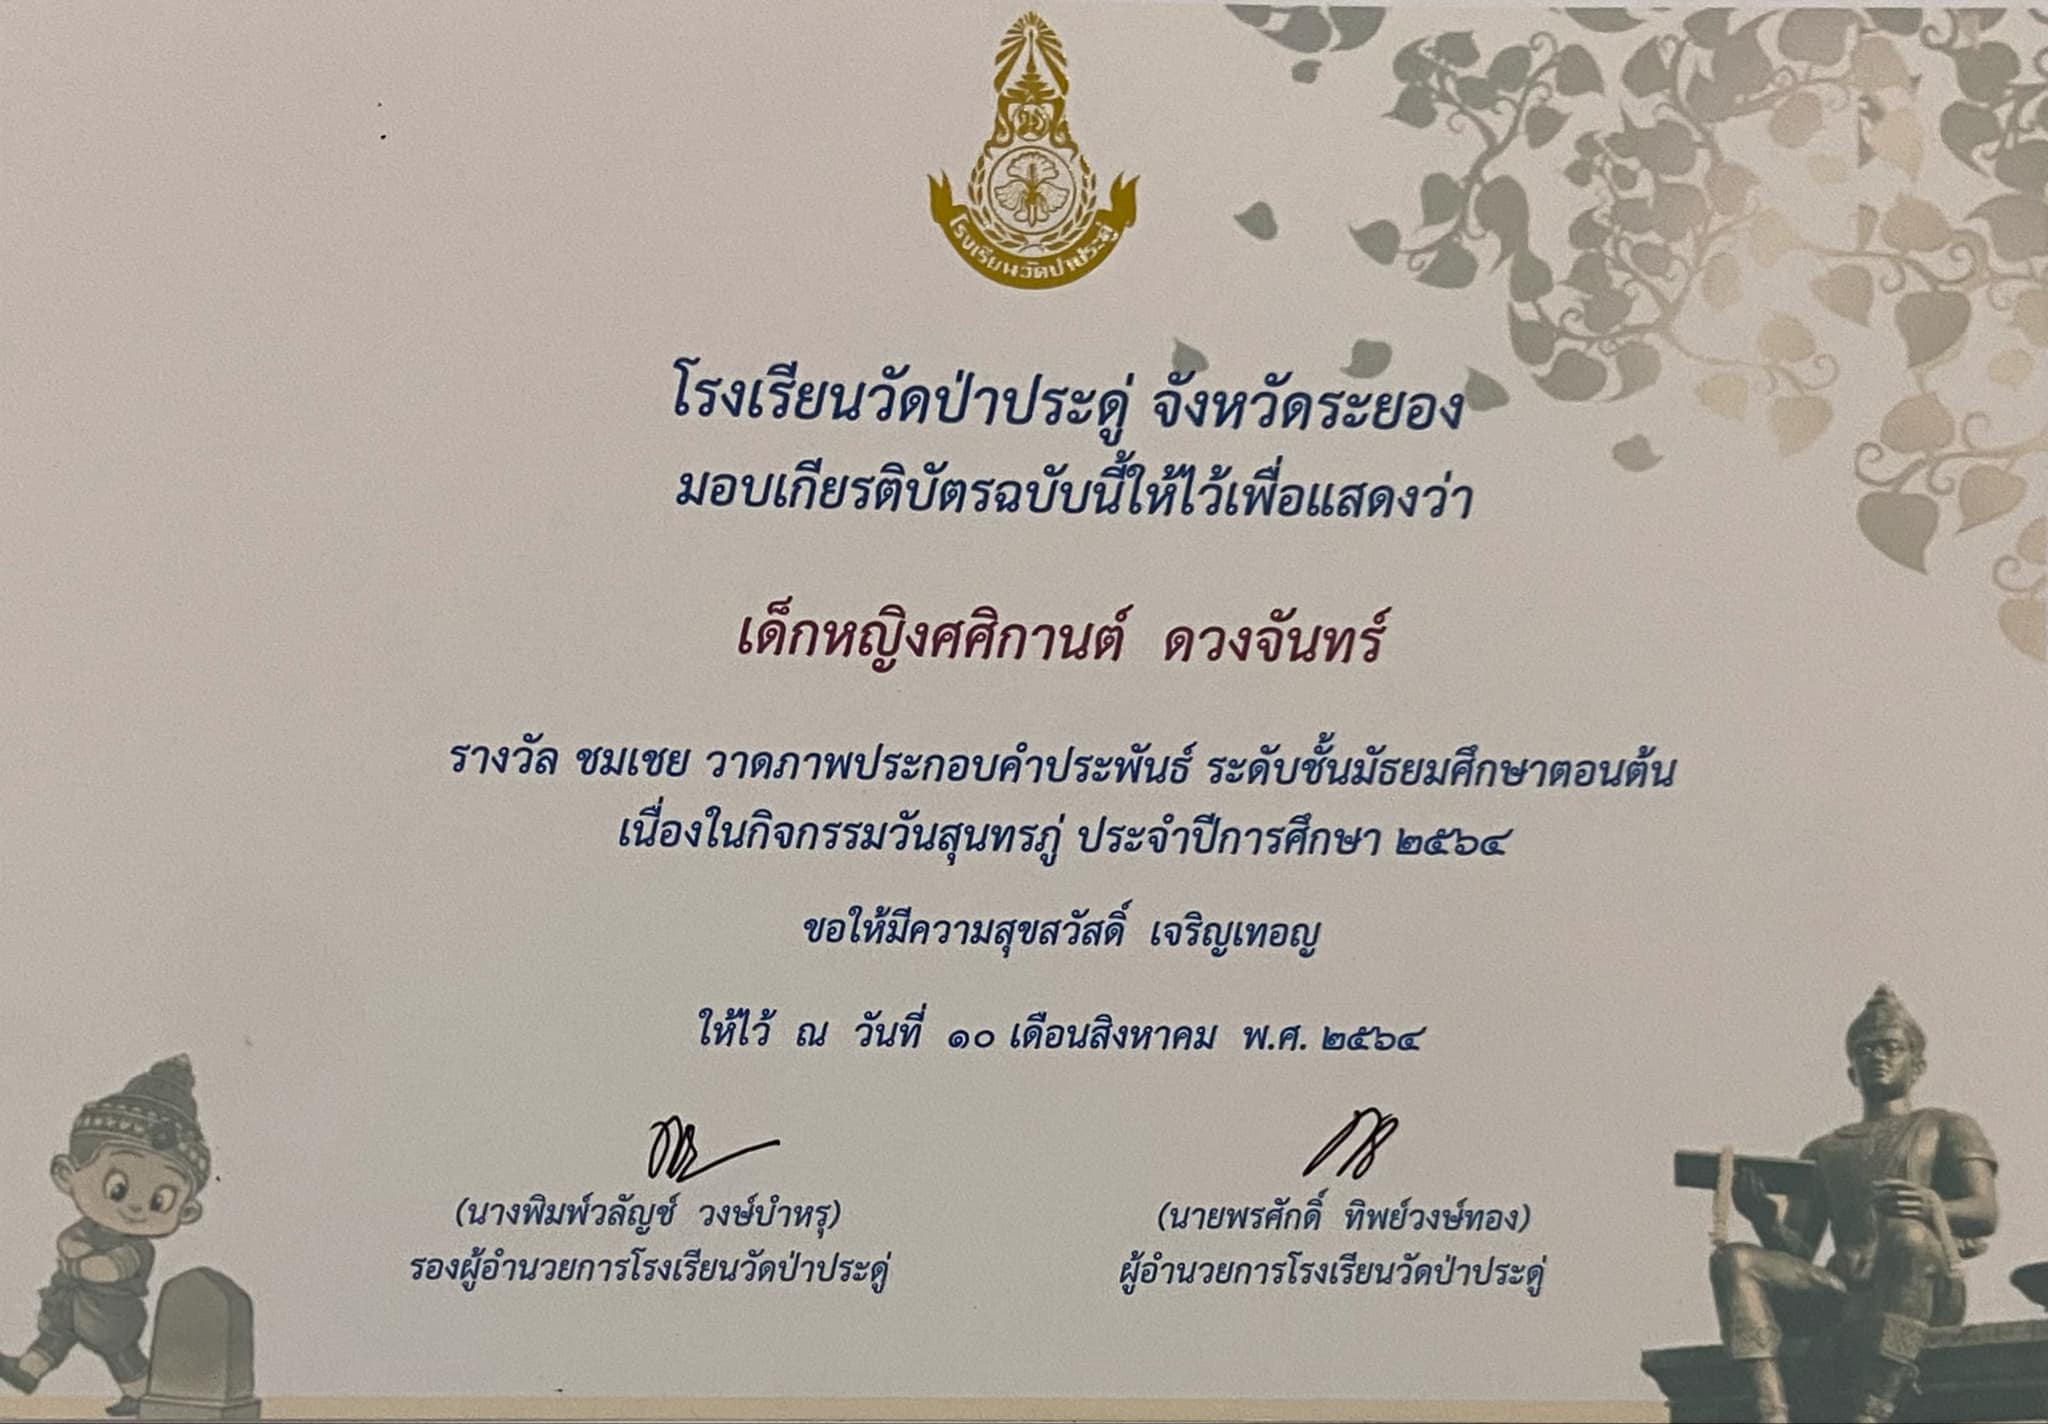 โรงเรียนวัดป่าประดู่
โรงเรียนวัดป่าประดู่ จังหวัดระยอง
มอบเกียรติบัตรฉบับนี้ให้ไว้เพื่อแสดงว่า
เด็กหญิงศศิกานต์ ดวงจันทร์
รางวัล ชมเชย วาดภาพประกอบคำประพันธ์ ระดับชั้นมัธยมศึกษาตอนต้น
เนื่องในกิจกรรมวันสุนทรภู่ ประจำปีการศึกษา ๒๕๖๔
ขอให้มีความสุขสวัสดิ์ เจริญเทอญ
ให้ไว้ ณ วันที่ ๑๐ เดือนสิงหาคม พ.ศ. ๒๕๖๔
(นางพิมพ์วลัญช์ วงษ์บำหรุ)
รองผู้อำนวยการโรงเรียนวัดป่าประดู่
(นายพรศักดิ์ ทิพย์วงษ์ทอง)
ผู้อำนวยการโรงเรียนวัดป่าประดู่